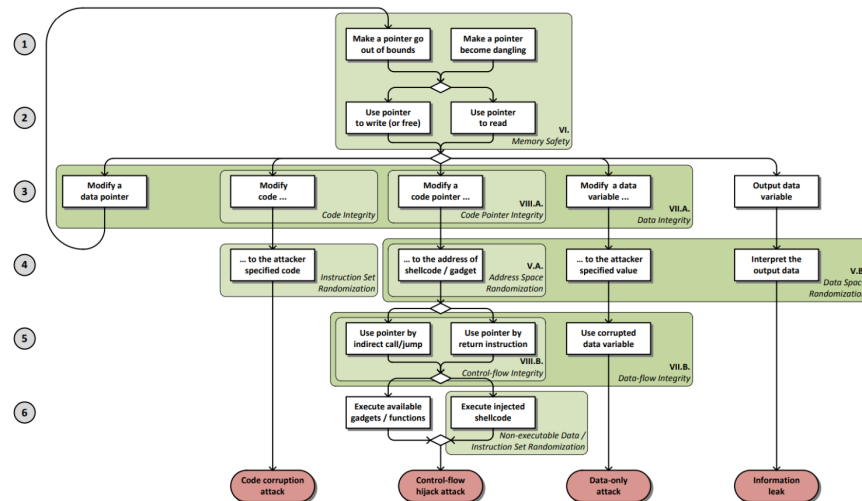 1
Make a pointer go
out of bounds
Make a pointer
become dangling
2
Use pointer
to write (or free)
Use pointer
to read
VI.
Memory Safety
3
Modify a
data pointer
Modify
code ...
Code Integrity
Modify a
code pointer ...
VIII.A.
Code Pointer Integrity
Modify a data
variable ...
VII.A.
Data Integrity
Output data
variable
4
... to the attacker
specified code
Instruction Set
Randomization
... to the address of
shellcode / gadget
V.A.
Address Space
Randomization
... to the attacker
specified value
Interpret the
output data
V.B
Data Space
Randomization
5
Use pointer by
indirect call/jump
Use pointer by
return instruction
VIII.B.
Control-flow Integrity
Use corrupted
data variable
VII.B.
Data-flow Integrity
6
Execute available
gadgets / functions
Execute injected
shellcode
Non-executable Data /
Instruction Set Randomization
Code corruption
attack
Control-flow
hijack attack
Data-only
attack
Information
leak